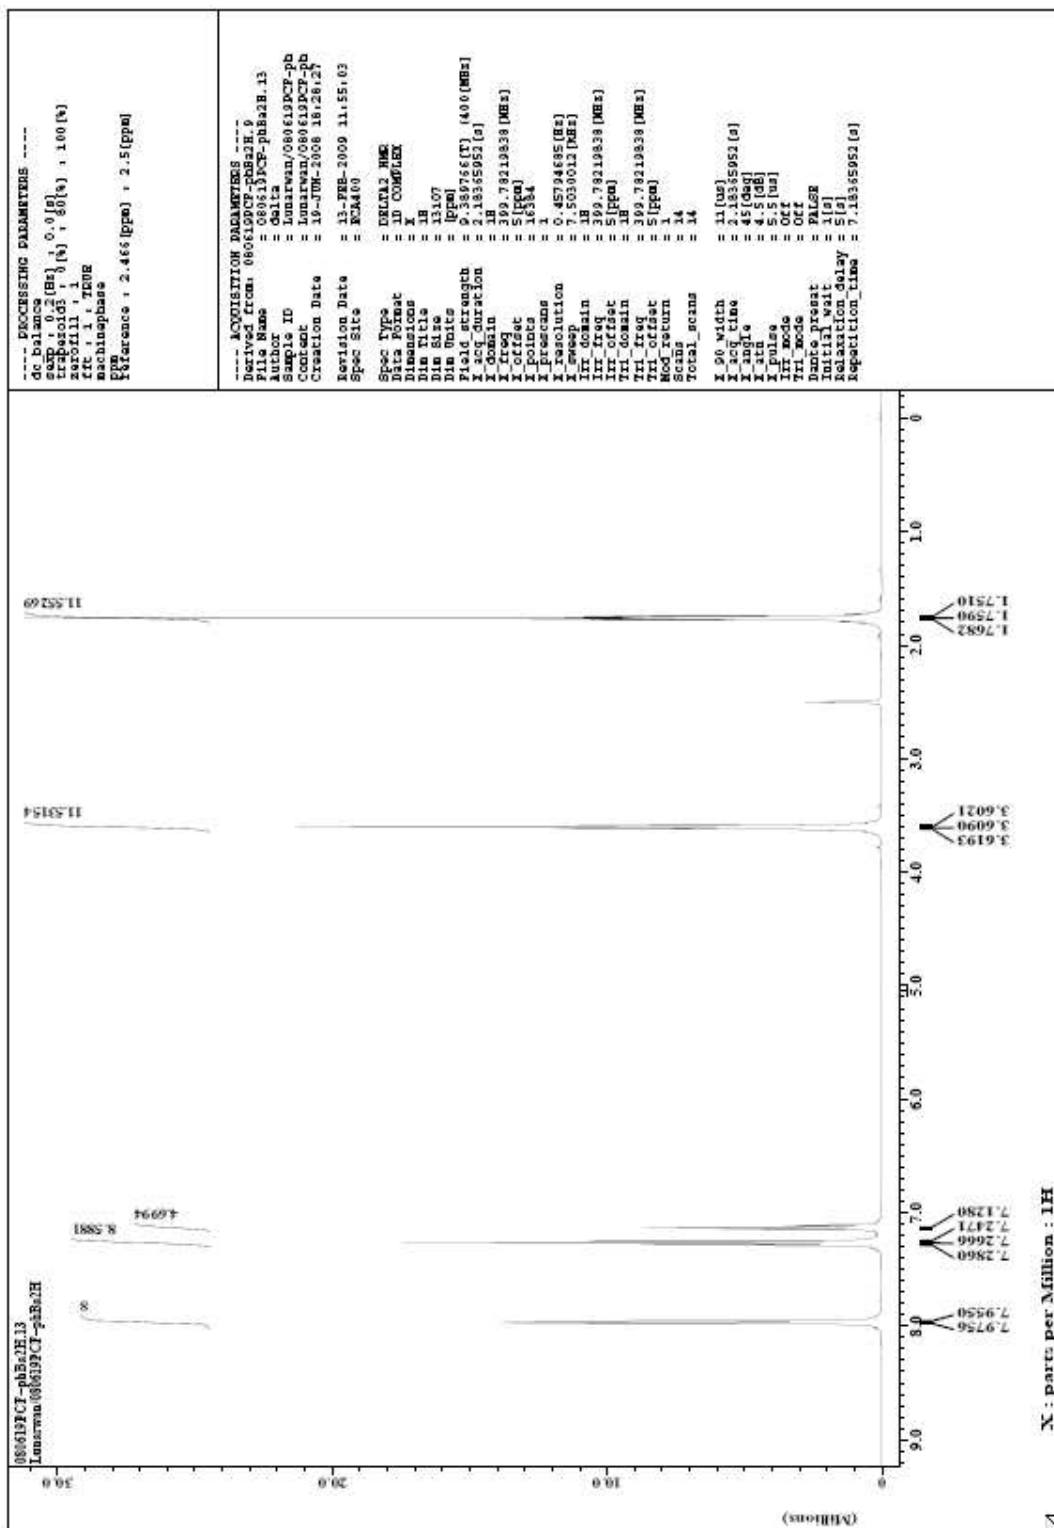 080619PCF-phBa2H.13
Lunarwan/080619PCF-phBa2H
---- PROCESSING PARAMETERS ----
dc_balance
sexp : 0.2[Hz] : 0.0[s]
trapezoid3 : 0[%] : 80[%] : 100[%]
zerofill : 1
fft : 1 : TRUE
machinephase
ppm
reference : 2.466[ppm] : 2.5[ppm]
---- ACQUISITION PARAMETERS ----
Derived from: 080619PCF-phBa2H.9
File Name = 080619PCF-phBa2H.13
Author = delta
Sample ID = Lunarwan/080619PCF-ph
Content = Lunarwan/080619PCF-ph
Creation Date = 19-JUN-2008 18:28:27
Revision Date = 13-FEB-2009 11:55:03
Spec Site = ECA400
Spec Type = DELTA2_NMR
Data Format = 1D COMPLEX
Dimensions = X
Dim Title = 1H
Dim Size = 13107
Dim Units = [ppm]
Field_strength = 9.389766[T] (400[MHz]
X_acq_duration = 2.18365952[s]
X_domain = 1H
X_freq = 399.78219838[MHz]
X_offset = 5[ppm]
X_points = 16384
X_prescans = 1
X_resolution = 0.45794685[Hz]
X_sweep = 7.5030012[kHz]
Irr_domain = 1H
Irr_freq = 399.78219838[MHz]
Irr_offset = 5[ppm]
Tri_domain = 1H
Tri_freq = 399.78219838[MHz]
Tri_offset = 5[ppm]
Mod_return = 1
Scans = 14
Total_scans = 14
X_90_width = 11[us]
X_acq_time = 2.18365952[s]
X_angle = 45[deg]
X_atn = 4.5[dB]
X_pulse = 5.5[us]
Irr_mode = Off
Tri_mode = Off
Dante_presat = FALSE
Initial_wait = 1[s]
Relaxation_delay = 5[s]
Repetition_time = 7.18365952[s]
(Millions)
30.0
20.0
10.0
0
8
8.5881
4.6994
11.53154
11.55269
9.0
8.0
7.0
6.0
5.0
4.0
3.0
2.0
1.0
0
7.9756
7.9550
7.2860
7.2666
7.2471
7.1280
3.6193
3.6090
3.6021
1.7682
1.7590
1.7510
X : parts per Million : 1H